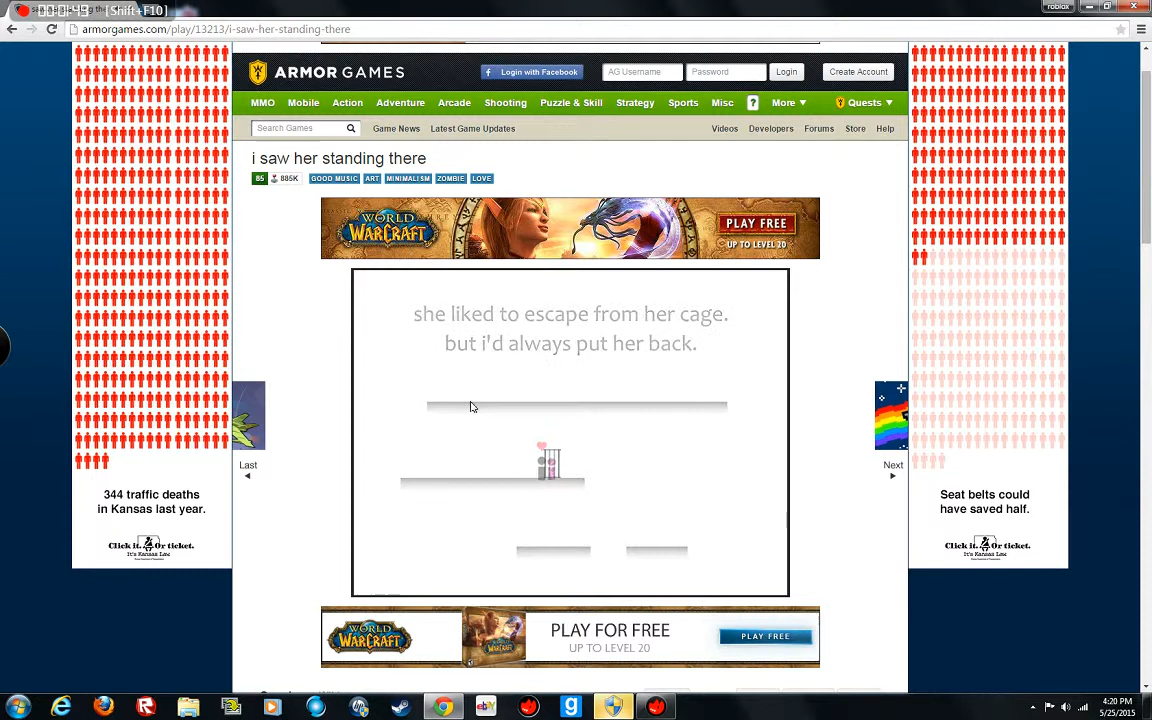 [Shift+F10]
roblox
armorgames.com/play/13213/i-saw-her-standing-there
ARMOR GAMES
f Login with Facebook
AG Username
Password
Login
Create Account
MMO Mobile Action Adventure Arcade Shooting Puzzle & Skill Strategy Sports Misc ? More Quests
Search Games
Game News
Latest Game Updates
Videos Developers Forums Store Help
i saw her standing there
85 885K GOOD MUSIC ART MINIMALISM ZOMBIE LOVE
WORLD WARCRAFT
PLAY FREE
UP TO LEVEL 20
she liked to escape from her cage.
but i'd always put her back.
Last
Next
344 traffic deaths
in Kansas last year.
Click it. Or ticket.
It's Kansas Law
Seat belts could
have saved half.
Click it. Or ticket.
It's Kansas Law
WORLD WARCRAFT
PLAY FOR FREE
UP TO LEVEL 20
PLAY FREE
4:20 PM
5/25/2015